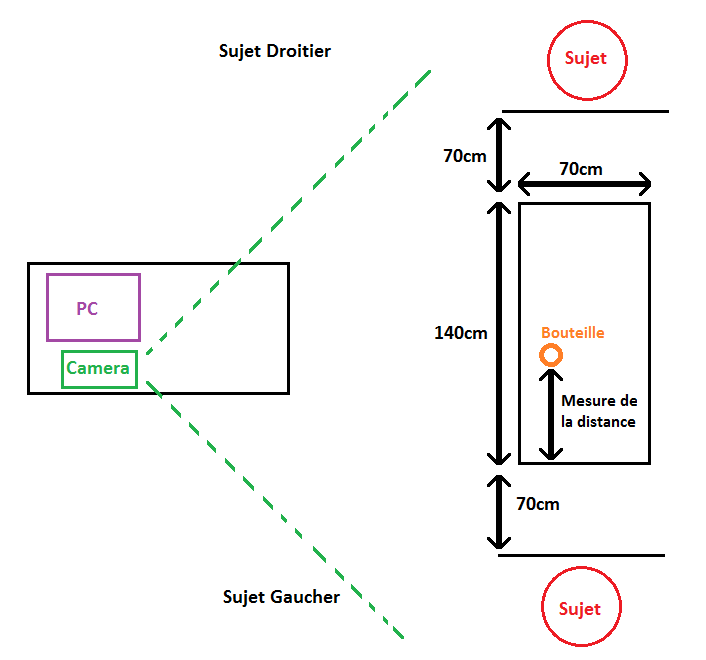 Sujet Droitier
Sujet
70cm
70cm
PC
140cm
Bouteille
Camera
Mesure de
la distance
70cm
Sujet Gaucher
Sujet